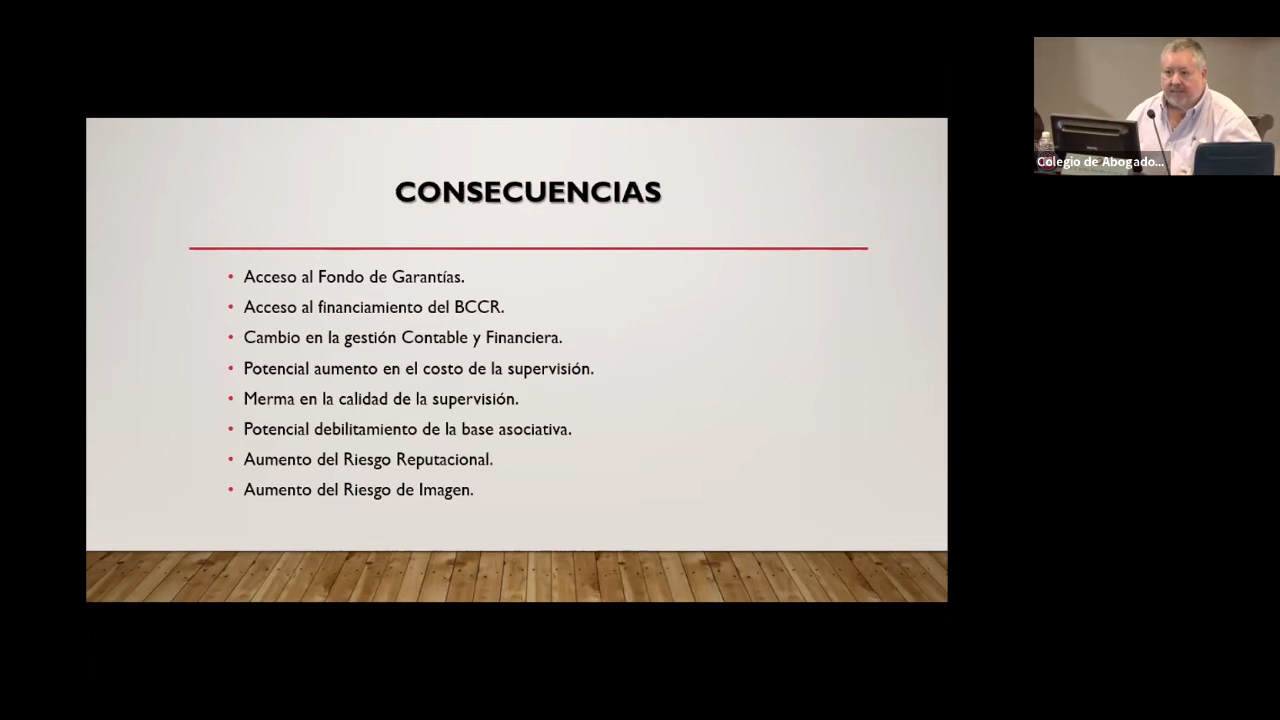 CONSECUENCIAS
• Acceso al Fondo de Garantías.
• Acceso al financiamiento del BCCR.
• Cambio en la gestión Contable y Financiera.
• Potencial aumento en el costo de la supervisión.
• Merma en la calidad de la supervisión.
• Potencial debilitamiento de la base asociativa.
• Aumento del Riesgo Reputacional.
• Aumento del Riesgo de Imagen.
Colegio de Abogado...